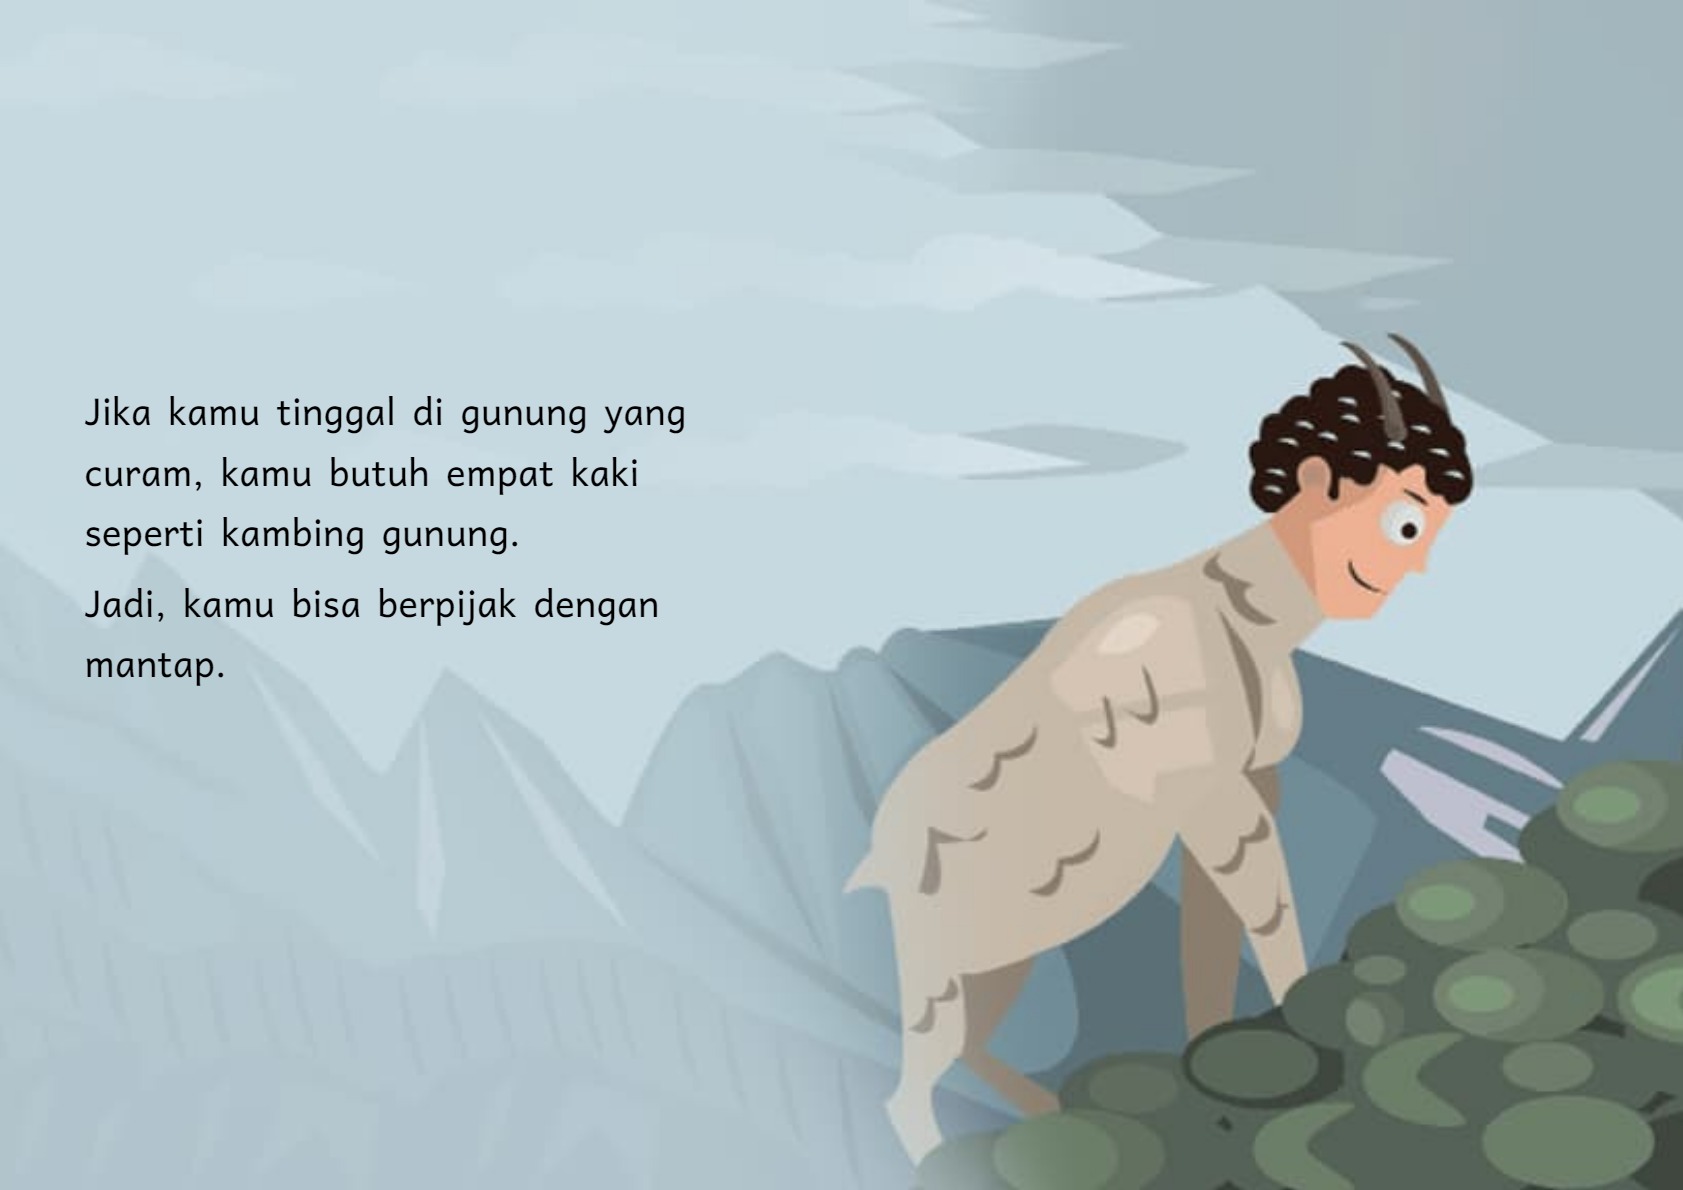 Jika kamu tinggal di gunung yang
curam, kamu butuh empat kaki
seperti kambing gunung.
Jadi, kamu bisa berpijak dengan
mantap.